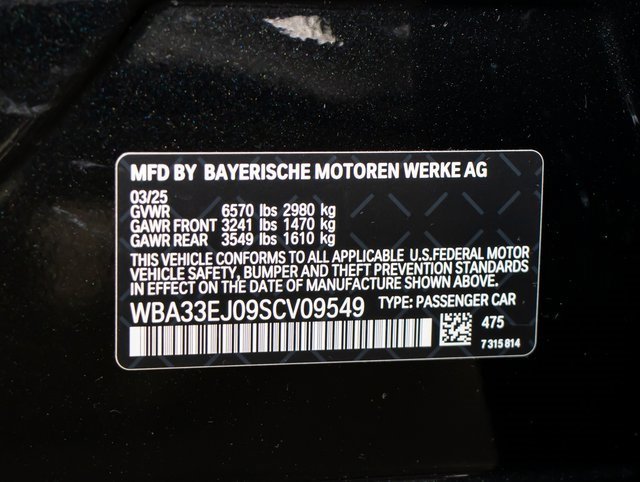 MFD BY BAYERISCHE MOTOREN WERKE AG
03/25
GVWR 6570 lbs 2980 kg
GAWR FRONT 3241 lbs 1470 kg
GAWR REAR 3549 lbs 1610 kg
THIS VEHICLE CONFORMS TO ALL APPLICABLE U.S.FEDERAL MOTOR
VEHICLE SAFETY, BUMPER AND THEFT PREVENTION STANDARDS
IN EFFECT ON THE DATE OF MANUFACTURE SHOWN ABOVE.
WBA33EJ09SCV09549 TYPE: PASSENGER CAR
475
7 315 814